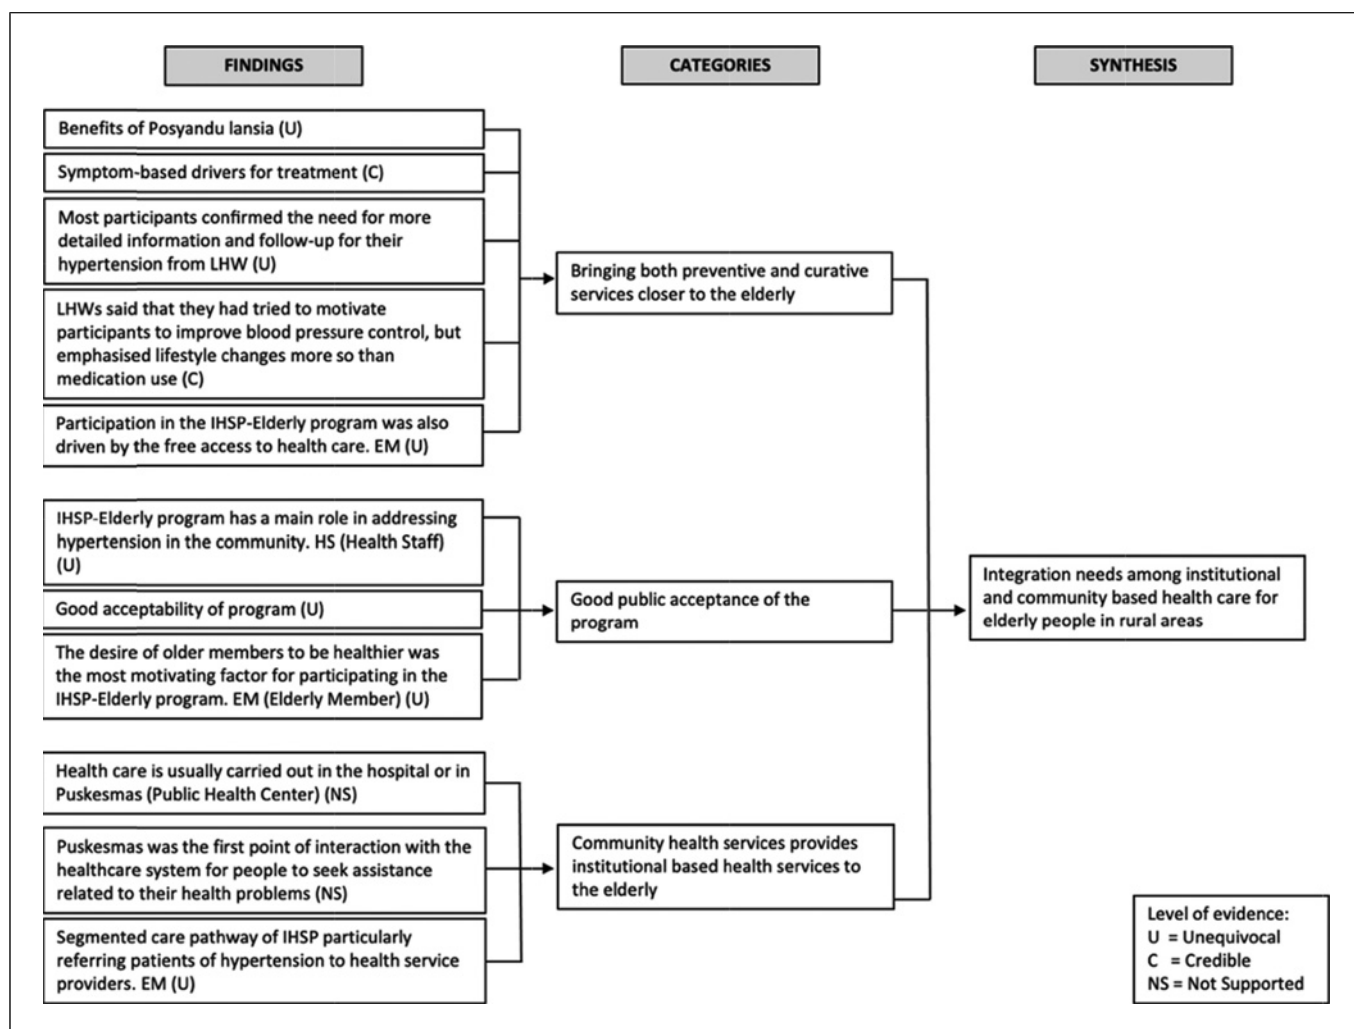 FINDINGS
CATEGORIES
SYNTHESIS
Benefits of Posyandu lansia (U)
Symptom-based drivers for treatment (C)
Most participants confirmed the need for more
detailed information and follow-up for their
hypertension from LHW (U)
LHWs said that they had tried to motivate
participants to improve blood pressure control, but
emphasised lifestyle changes more so than
medication use (C)
Participation in the IHSP-Elderly program was also
driven by the free access to health care. EM (U)
Bringing both preventive and curative
services closer to the elderly
IHSP-Elderly program has a main role in addressing
hypertension in the community. HS (Health Staff)
(U)
Good acceptability of program (U)
The desire of older members to be healthier was
the most motivating factor for participating in the
IHSP-Elderly program. EM (Elderly Member) (U)
Good public acceptance of the
program
Integration needs among institutional
and community based health care for
elderly people in rural areas
Health care is usually carried out in the hospital or in
Puskesmas (Public Health Center) (NS)
Puskesmas was the first point of interaction with the
healthcare system for people to seek assistance
related to their health problems (NS)
Segmented care pathway of IHSP particularly
referring patients of hypertension to health service
providers. EM (U)
Community health services provides
institutional based health services to
the elderly
Level of evidence:
U = Unequivocal
C = Credible
NS = Not Supported